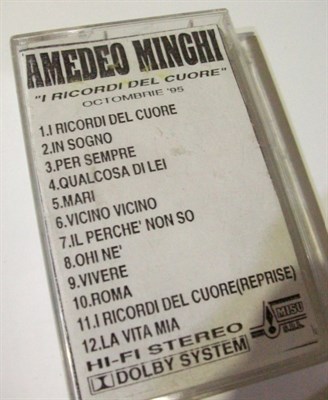 AMEDEO MINGHI
"I RICORDI DEL CUORE"
OCTOMBRIE '95
1.I RICORDI DEL CUORE
2.IN SOGNO
3.PER SEMPRE
4.QUALCOSA DI LEI
5.MARI
6.VICINO VICINO
7.IL PERCHE' NON SO
8.OHI NE'
9.VIVERE
10.ROMA
11.I RICORDI DEL CUORE(REPRISE)
12.LA VITA MIA
HI-FI STEREO
DOLBY SYSTEM
MISU